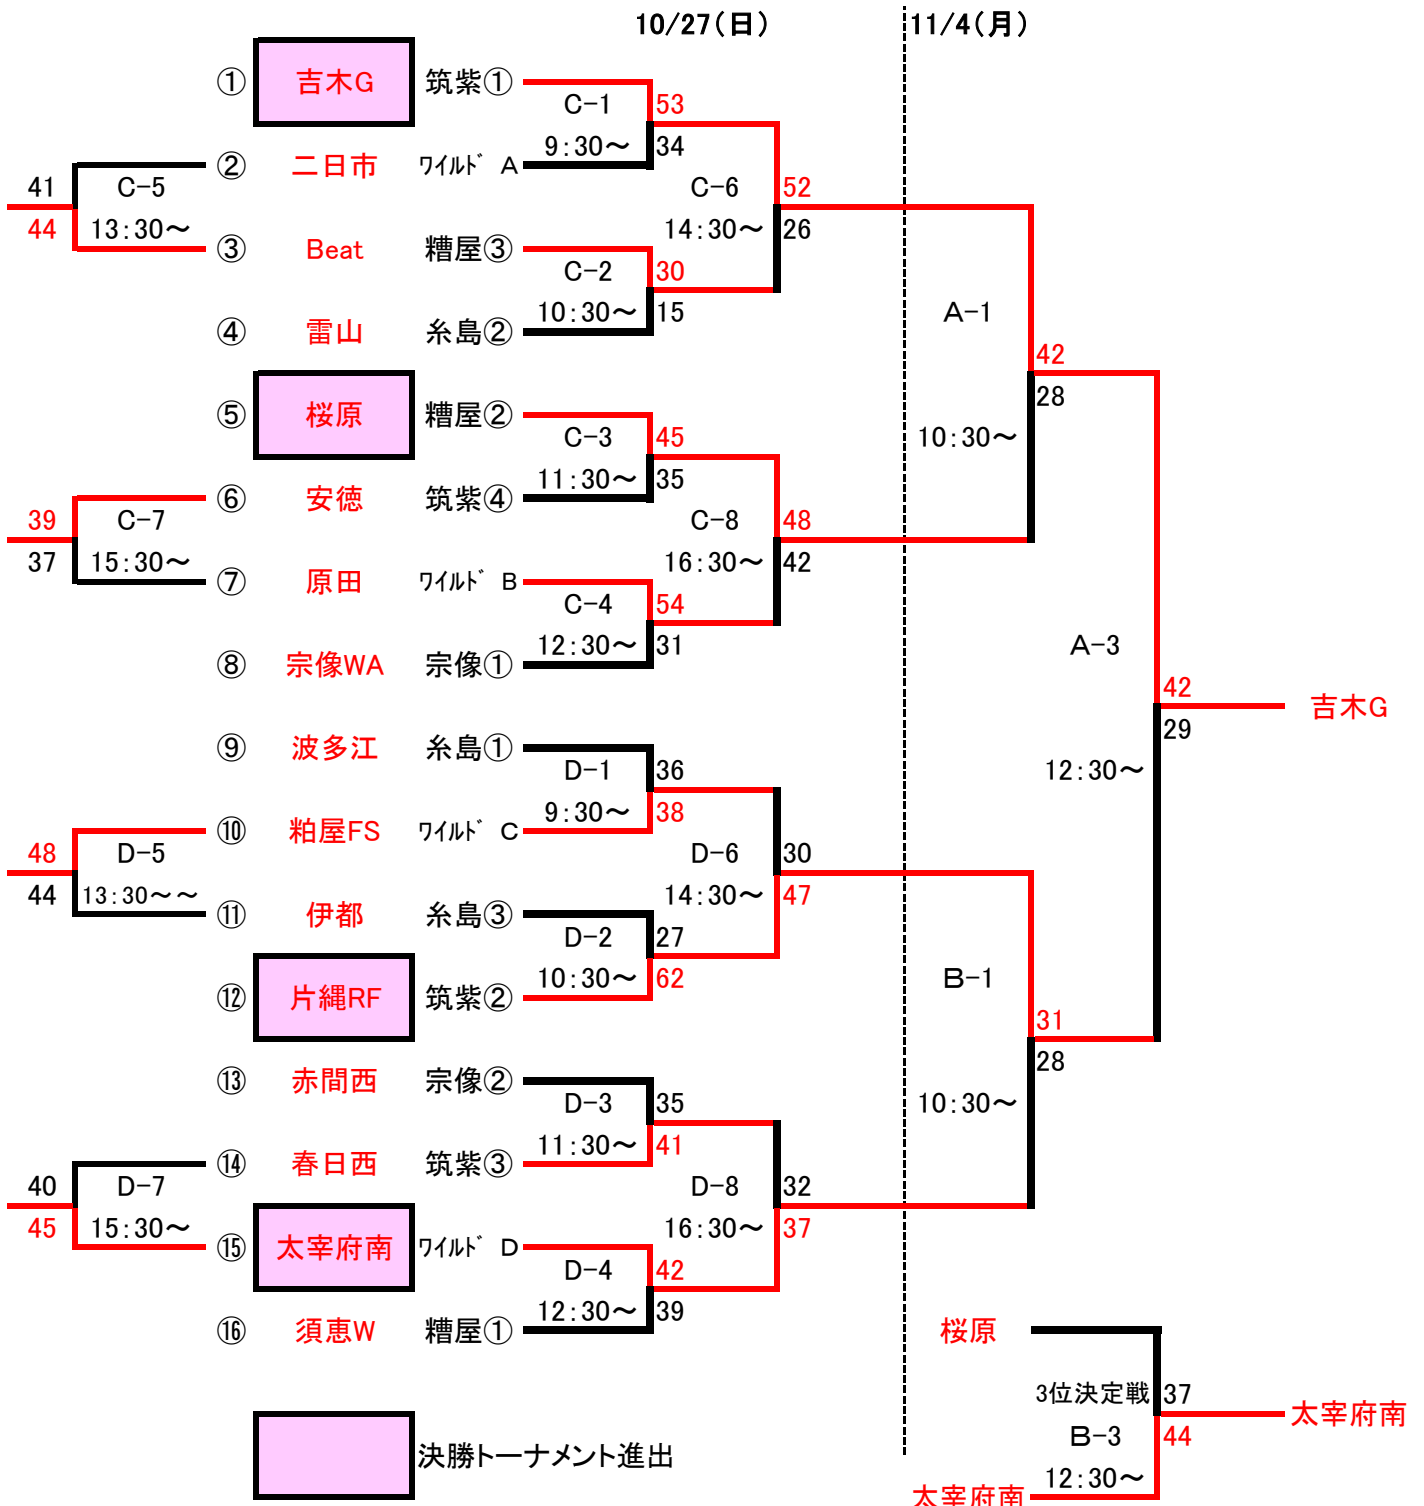 10/27(日) 11/4(月)
① 吉木G 筑紫①
C-1 53
9:30～ 34
② 二日市 ワイルド A
41 C-5
44 13:30～
C-6 52
14:30～ 26
③ Beat 糟屋③
C-2 30
10:30～ 15
④ 雷山 糸島②
A-1
42
28
10:30～
⑤ 桜原 糟屋②
C-3 45
11:30～ 35
⑥ 安徳 筑紫④
39 C-7
37 15:30～
C-8 48
16:30～ 42
⑦ 原田 ワイルド B
C-4 54
12:30～ 31
⑧ 宗像WA 宗像①
A-3
42
29
12:30～
吉木G
⑨ 波多江 糸島①
D-1 36
9:30～ 38
⑩ 粕屋FS ワイルド C
48 D-5
44 13:30～～
D-6 30
14:30～ 47
⑪ 伊都 糸島③
D-2 27
10:30～ 62
⑫ 片縄RF 筑紫②
B-1
31
28
10:30～
⑬ 赤間西 宗像②
D-3 35
11:30～ 41
⑭ 春日西 筑紫③
40 D-7
45 15:30～
D-8 32
16:30～ 37
⑮ 太宰府南 ワイルド D
D-4 42
12:30～ 39
⑯ 須恵W 糟屋①
桜原
3位決定戦 37
B-3 44
12:30～
太宰府南
太宰府南
決勝トーナメント進出